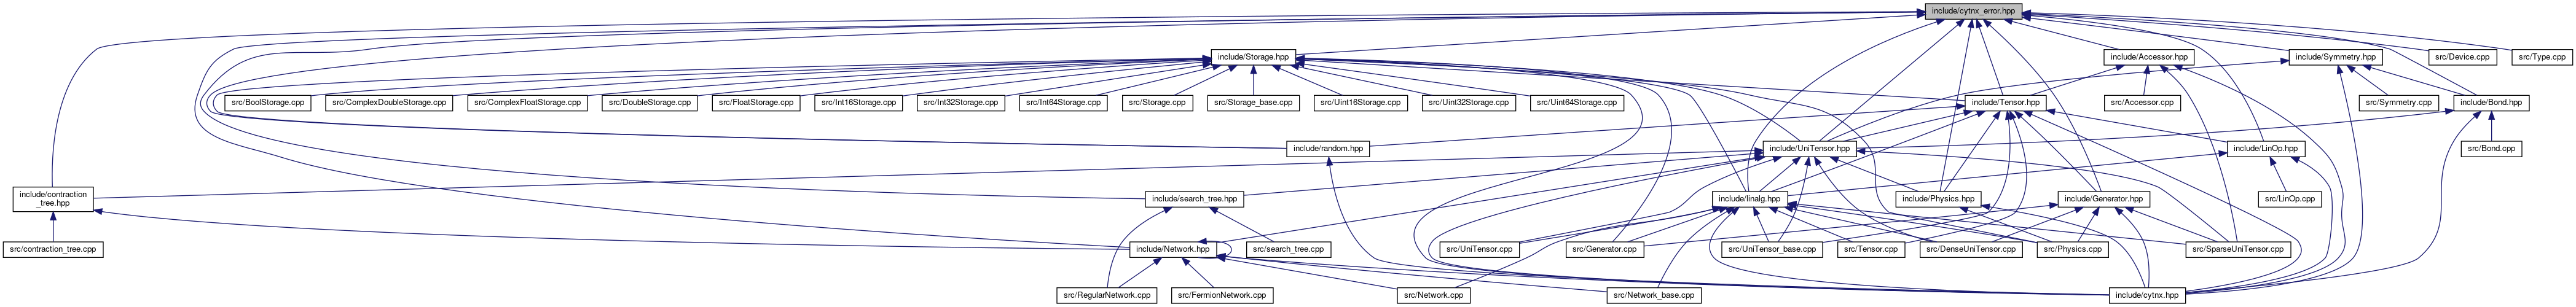 include/cytnx_error.hpp
include/Storage.hpp
include/Accessor.hpp
include/Symmetry.hpp
src/Device.cpp
src/Type.cpp
src/BoolStorage.cpp
src/ComplexDoubleStorage.cpp
src/ComplexFloatStorage.cpp
src/DoubleStorage.cpp
src/FloatStorage.cpp
src/Int16Storage.cpp
src/Int32Storage.cpp
src/Int64Storage.cpp
src/Storage.cpp
src/Storage_base.cpp
src/Uint16Storage.cpp
src/Uint32Storage.cpp
src/Uint64Storage.cpp
include/Tensor.hpp
src/Accessor.cpp
src/Symmetry.cpp
include/Bond.hpp
include/random.hpp
include/UniTensor.hpp
include/LinOp.hpp
src/Bond.cpp
include/contraction
_tree.hpp
include/search_tree.hpp
include/linalg.hpp
include/Physics.hpp
include/Generator.hpp
src/LinOp.cpp
src/contraction_tree.cpp
include/Network.hpp
src/search_tree.cpp
src/UniTensor.cpp
src/Generator.cpp
src/UniTensor_base.cpp
src/Tensor.cpp
src/DenseUniTensor.cpp
src/Physics.cpp
src/SparseUniTensor.cpp
src/RegularNetwork.cpp
src/FermionNetwork.cpp
src/Network.cpp
src/Network_base.cpp
include/cytnx.hpp